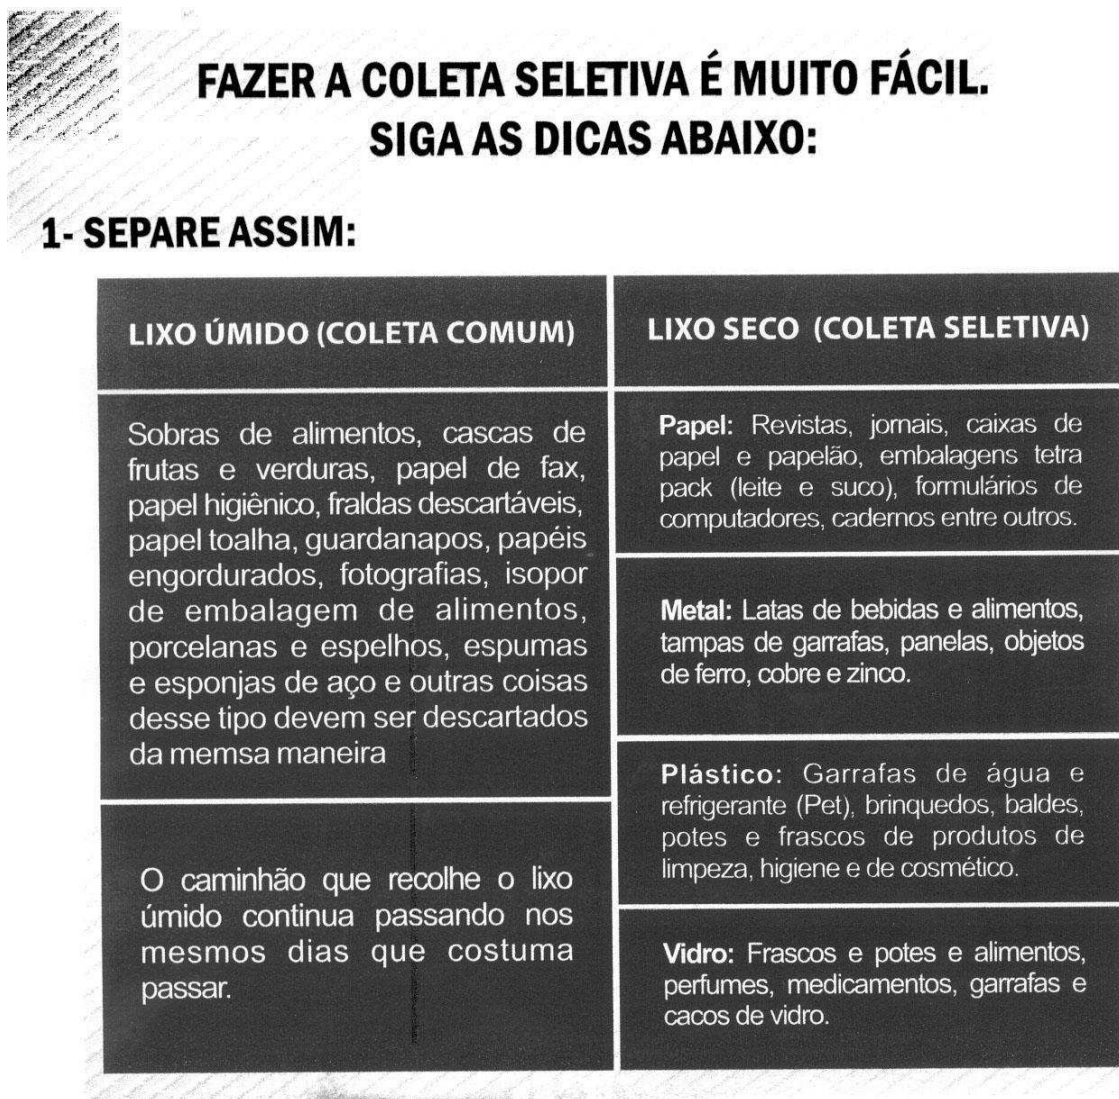 FAZER A COLETA SELETIVA É MUITO FÁCIL.
SIGA AS DICAS ABAIXO:
1- SEPARE ASSIM:
LIXO ÚMIDO (COLETA COMUM)
Sobras de alimentos, cascas de
frutas e verduras, papel de fax,
papel higiênico, fraldas descartáveis,
papel toalha, guardanapos, papéis
engordurados, fotografias, isopor
de embalagem de alimentos,
porcelanas e espelhos, espumas
e esponjas de aço e outras coisas
desse tipo devem ser descartados
da memsa maneira
O caminhão que recolhe o lixo
úmido continua passando nos
mesmos dias que costuma
passar.
LIXO SECO (COLETA SELETIVA)
Papel: Revistas, jornais, caixas de
papel e papelão, embalagens tetra
pack (leite e suco), formulários de
computadores, cadernos entre outros.
Metal: Latas de bebidas e alimentos,
tampas de garrafas, panelas, objetos
de ferro, cobre e zinco.
Plástico: Garrafas de água e
refrigerante (Pet), brinquedos, baldes,
potes e frascos de produtos de
limpeza, higiene e de cosmético.
Vidro: Frascos e potes e alimentos,
perfumes, medicamentos, garrafas e
cacos de vidro.